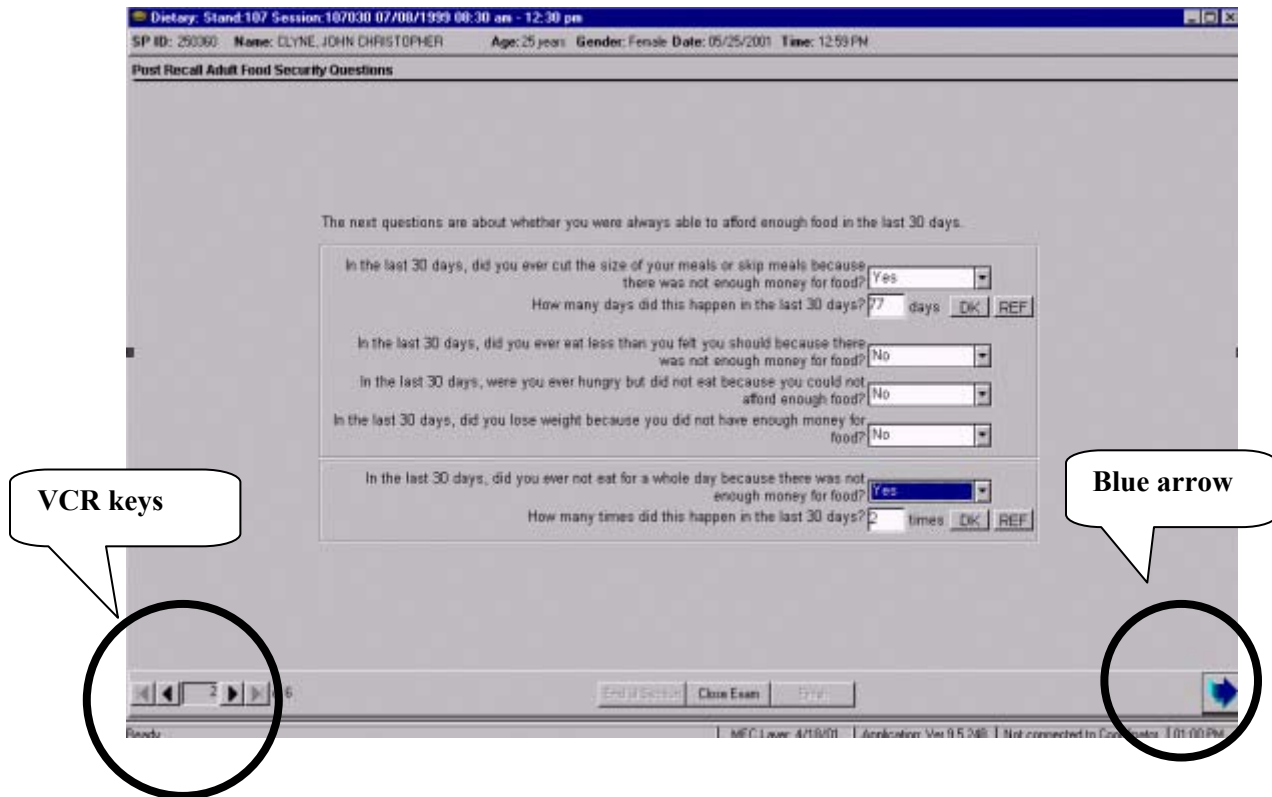 Dietary: Stand:107 Session:107030 07/08/1999 08:30 am - 12:30 pm
SP ID: 250360 Name: CLYNE, JOHN CHRISTOPHER Age: 25 years Gender: Female Date: 05/25/2001 Time: 12:59 PM
Post Recall Adult Food Security Questions
The next questions are about whether you were always able to afford enough food in the last 30 days.
In the last 30 days, did you ever cut the size of your meals or skip meals because
there was not enough money for food? Yes
How many days did this happen in the last 30 days? 77 days DK REF
In the last 30 days, did you ever eat less than you felt you should because there
was not enough money for food? No
In the last 30 days, were you ever hungry but did not eat because you could not
afford enough food? No
In the last 30 days, did you lose weight because you did not have enough money for
food? No
In the last 30 days, did you ever not eat for a whole day because there was not
enough money for food? Yes
How many times did this happen in the last 30 days? 2 times DK REF
VCR keys
Blue arrow
2 of 6 End of Section Close Exam Error
Ready MEC Layer: 4/18/01 Application: Ver 9.5.24B Not connected to Coordinator 01:00 PM